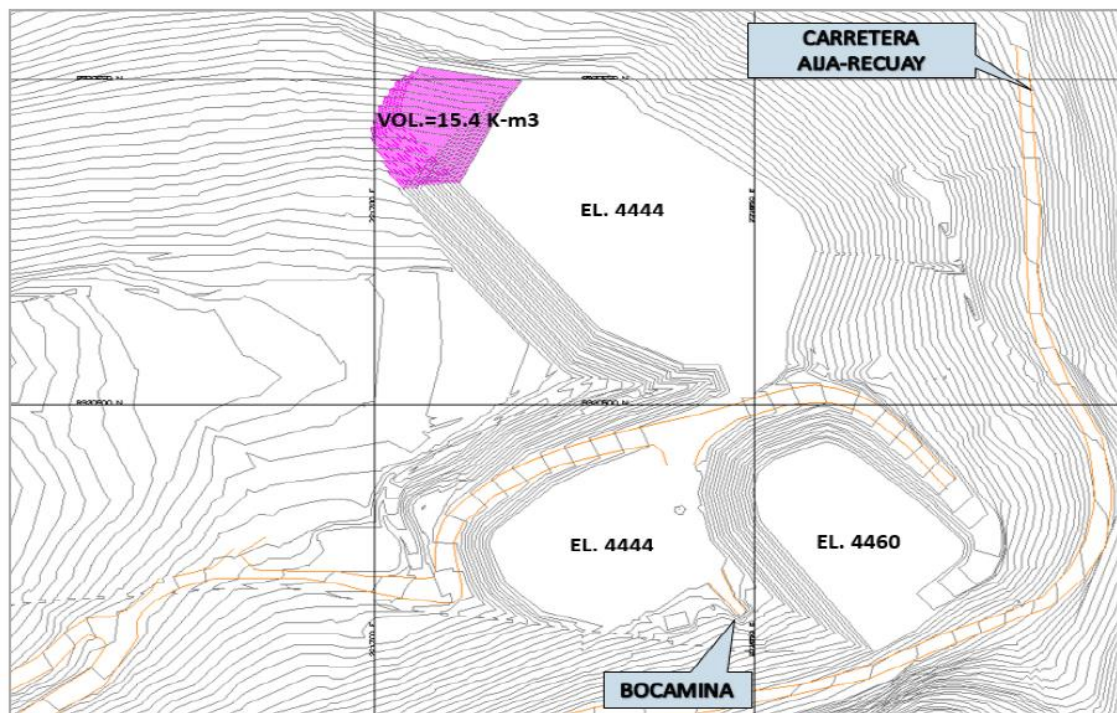 CARRETERA
AIJA-RECUAY
VOL.=15.4 K-m3
EL. 4444
EL. 4444
EL. 4460
BOCAMINA